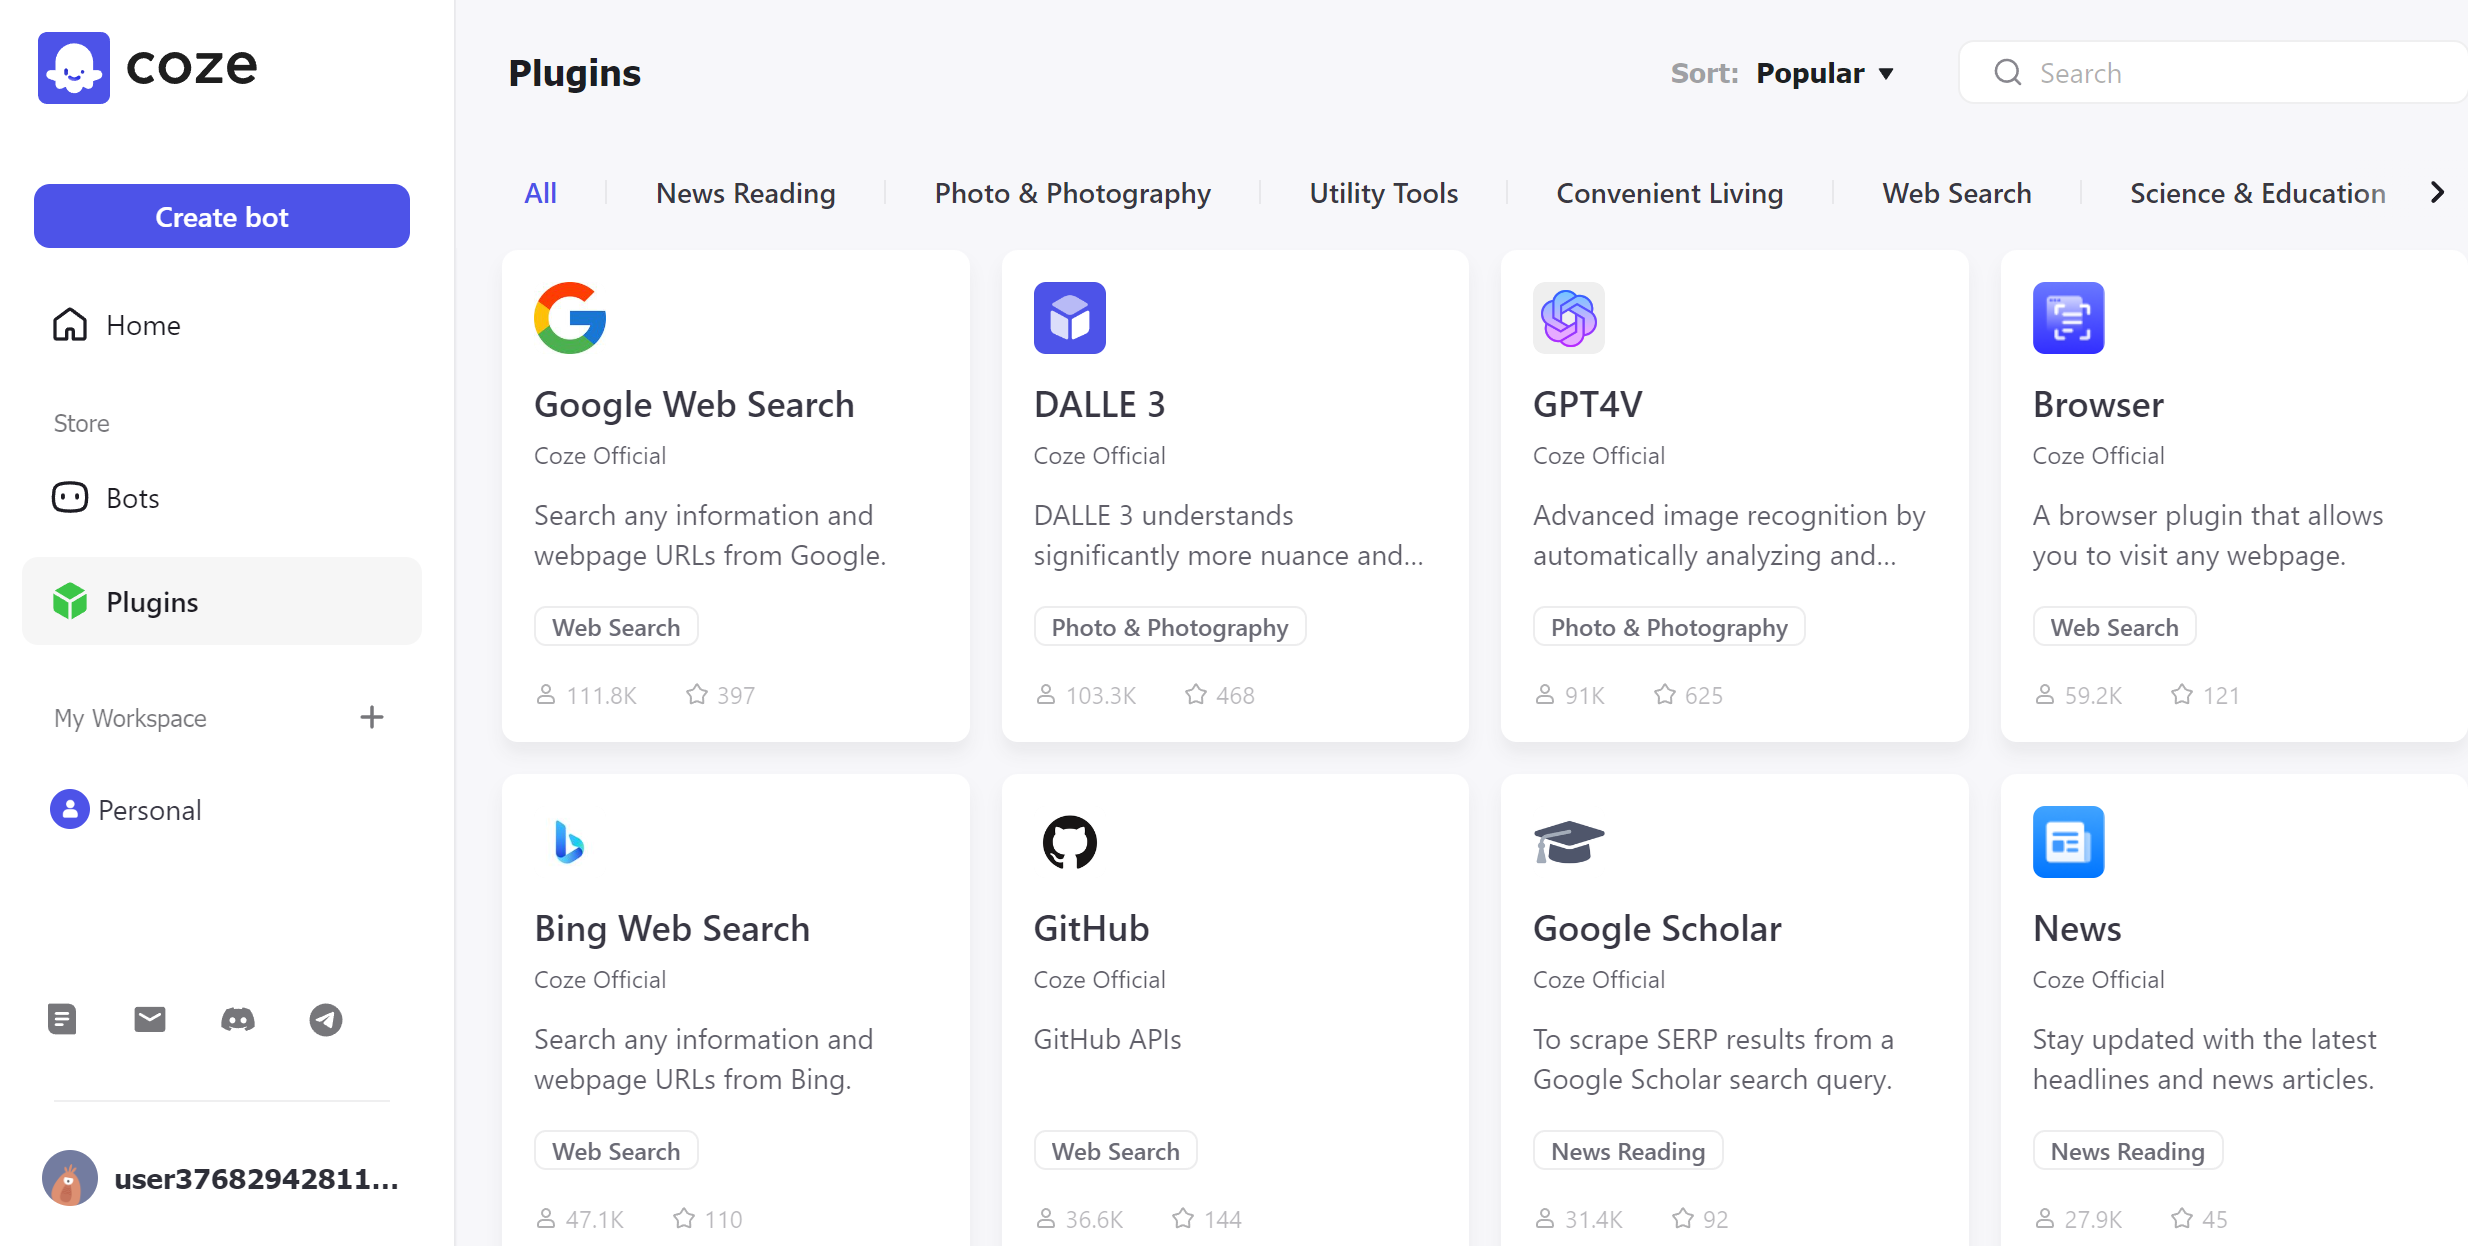 coze
Create bot
Home
Store
Bots
Plugins
My Workspace
Personal
user37682942811...
Plugins
Sort: Popular
Search
All
News Reading
Photo & Photography
Utility Tools
Convenient Living
Web Search
Science & Education
Google Web Search
Coze Official
Search any information and
webpage URLs from Google.
Web Search
111.8K 397
DALLE 3
Coze Official
DALLE 3 understands
significantly more nuance and...
Photo & Photography
103.3K 468
GPT4V
Coze Official
Advanced image recognition by
automatically analyzing and...
Photo & Photography
91K 625
Browser
Coze Official
A browser plugin that allows
you to visit any webpage.
Web Search
59.2K 121
Bing Web Search
Coze Official
Search any information and
webpage URLs from Bing.
Web Search
47.1K 110
GitHub
Coze Official
GitHub APIs
Web Search
36.6K 144
Google Scholar
Coze Official
To scrape SERP results from a
Google Scholar search query.
News Reading
31.4K 92
News
Coze Official
Stay updated with the latest
headlines and news articles.
News Reading
27.9K 45